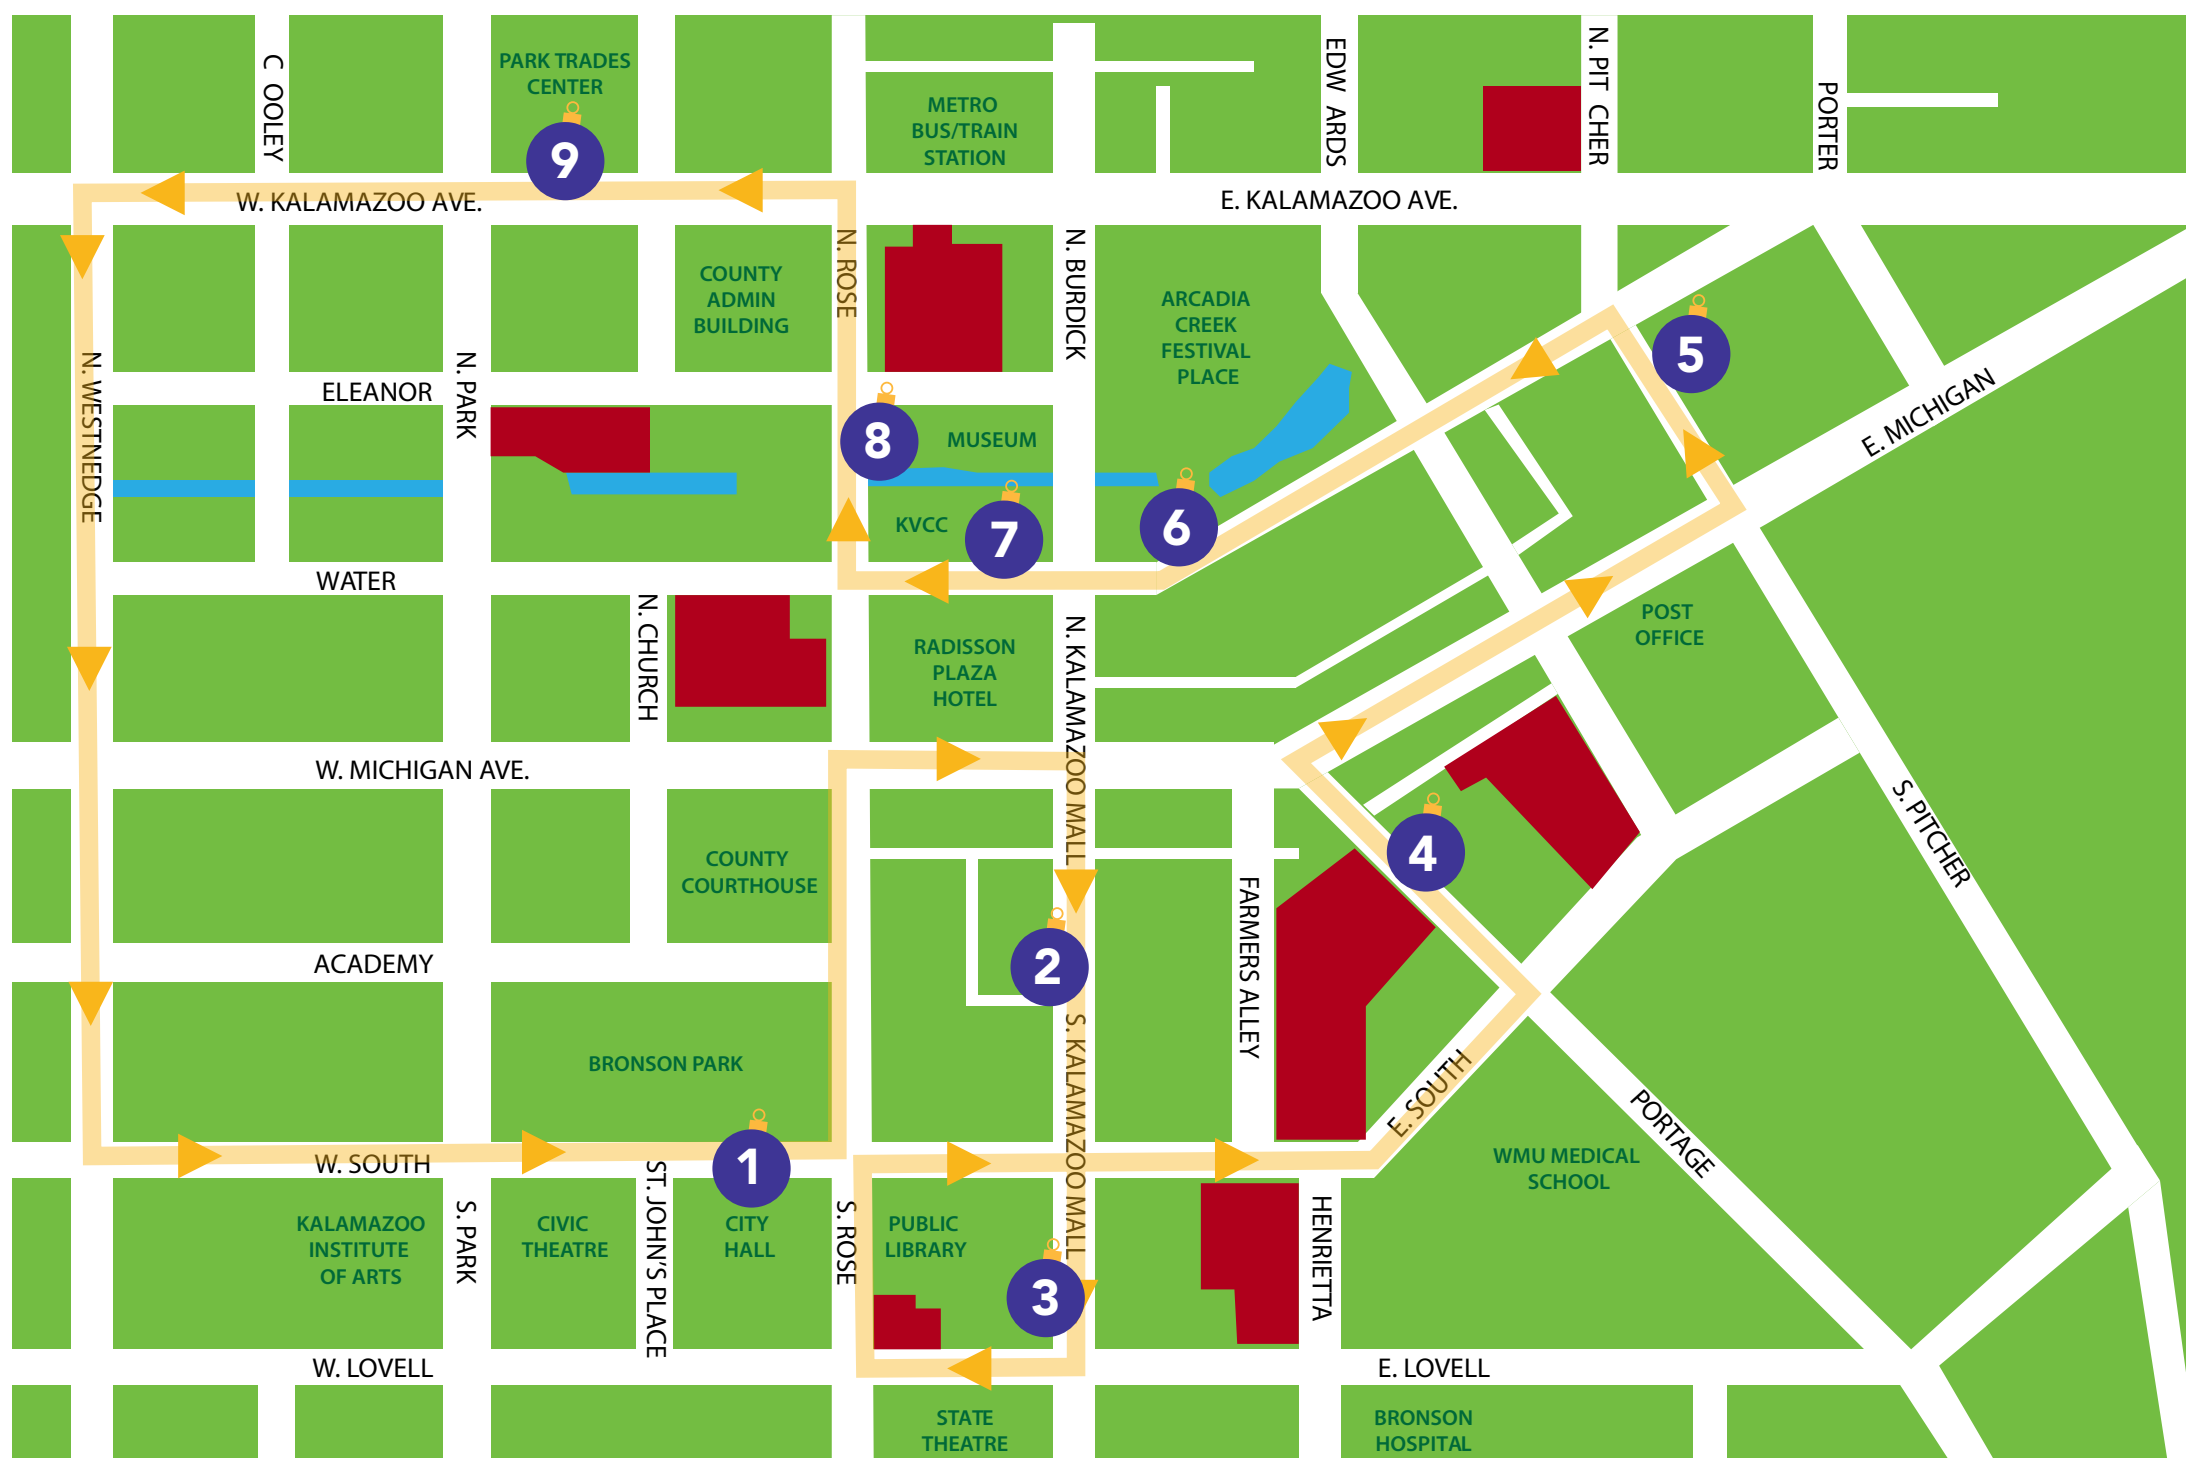 C OOLEY
PARK TRADES
CENTER
9
METRO
BUS/TRAIN
STATION
EDW ARDS
N. PIT CHER
PORTER
W. KALAMAZOO AVE.
E. KALAMAZOO AVE.
N. ROSE
N. BURDICK
COUNTY
ADMIN
BUILDING
ARCADIA
CREEK
FESTIVAL
PLACE
5
N. WESTNEDGE
N. PARK
ELEANOR
E. MICHIGAN
8
MUSEUM
KVCC
7
6
WATER
N. CHURCH
RADISSON
PLAZA
HOTEL
N. KALAMAZOO MALL
POST
OFFICE
W. MICHIGAN AVE.
S. PITCHER
COUNTY
COURTHOUSE
4
FARMERS ALLEY
ACADEMY
2
S. KALAMAZOO MALL
BRONSON PARK
E. SOUTH
PORTAGE
WMU MEDICAL
SCHOOL
W. SOUTH
1
ST. JOHN'S PLACE
KALAMAZOO
INSTITUTE
OF ARTS
S. PARK
CIVIC
THEATRE
CITY
HALL
S. ROSE
PUBLIC
LIBRARY
3
HENRIETTA
W. LOVELL
E. LOVELL
STATE
THEATRE
BRONSON
HOSPITAL